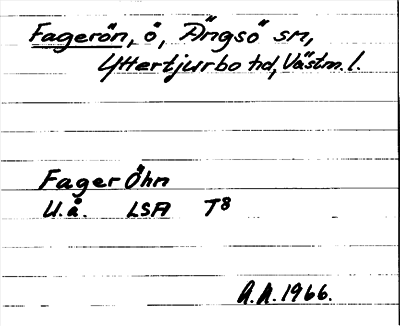 Fagerön, ö, Ängsö sn,
Yttertjurbo hd, Västm. l.
Fager Öhn
U.å. LSA T8
A.A. 1966.